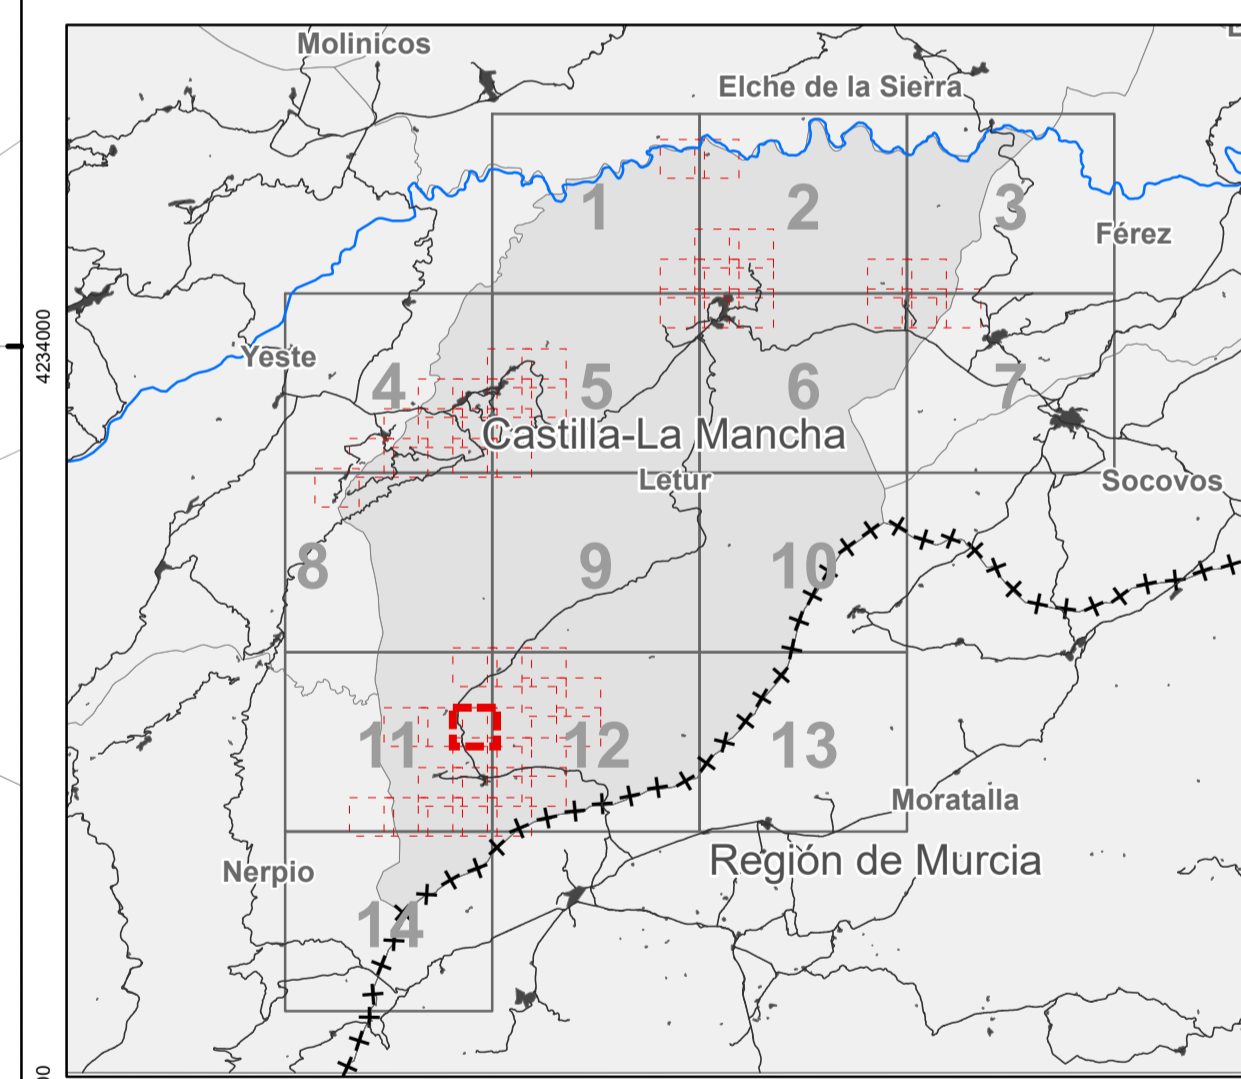 Molinicos
Elche de la Sierra
1
2
3
Férez
4234000
Yeste
4
5
6
7
Castilla-La Mancha
Letur
Socovos
8
9
10
11
12
13
Moratalla
Región de Murcia
Nerpio
14